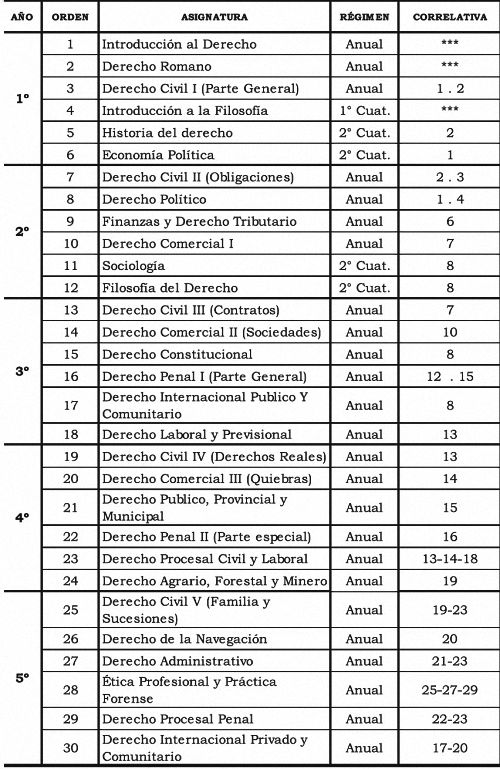 AÑO ORDEN ASIGNATURA RÉGIMEN CORRELATIVA
1º
1 Introducción al Derecho Anual ***
2 Derecho Romano Anual ***
3 Derecho Civil I (Parte General) Anual 1 . 2
4 Introducción a la Filosofía 1° Cuat. ***
5 Historia del derecho 2° Cuat. 2
6 Economía Política 2° Cuat. 1
2º
7 Derecho Civil II (Obligaciones) Anual 2 . 3
8 Derecho Político Anual 1 . 4
9 Finanzas y Derecho Tributario Anual 6
10 Derecho Comercial I Anual 7
11 Sociología 2° Cuat. 8
12 Filosofía del Derecho 2° Cuat. 8
3º
13 Derecho Civil III (Contratos) Anual 7
14 Derecho Comercial II (Sociedades) Anual 10
15 Derecho Constitucional Anual 8
16 Derecho Penal I (Parte General) Anual 12 . 15
17 Derecho Internacional Publico Y
Comunitario Anual 8
18 Derecho Laboral y Previsional Anual 13
4º
19 Derecho Civil IV (Derechos Reales) Anual 13
20 Derecho Comercial III (Quiebras) Anual 14
21 Derecho Publico, Provincial y
Municipal Anual 15
22 Derecho Penal II (Parte especial) Anual 16
23 Derecho Procesal Civil y Laboral Anual 13-14-18
24 Derecho Agrario, Forestal y Minero Anual 19
5º
25 Derecho Civil V (Familia y
Sucesiones) Anual 19-23
26 Derecho de la Navegación Anual 20
27 Derecho Administrativo Anual 21-23
28 Ética Profesional y Práctica
Forense Anual 25-27-29
29 Derecho Procesal Penal Anual 22-23
30 Derecho Internacional Privado y
Comunitario Anual 17-20